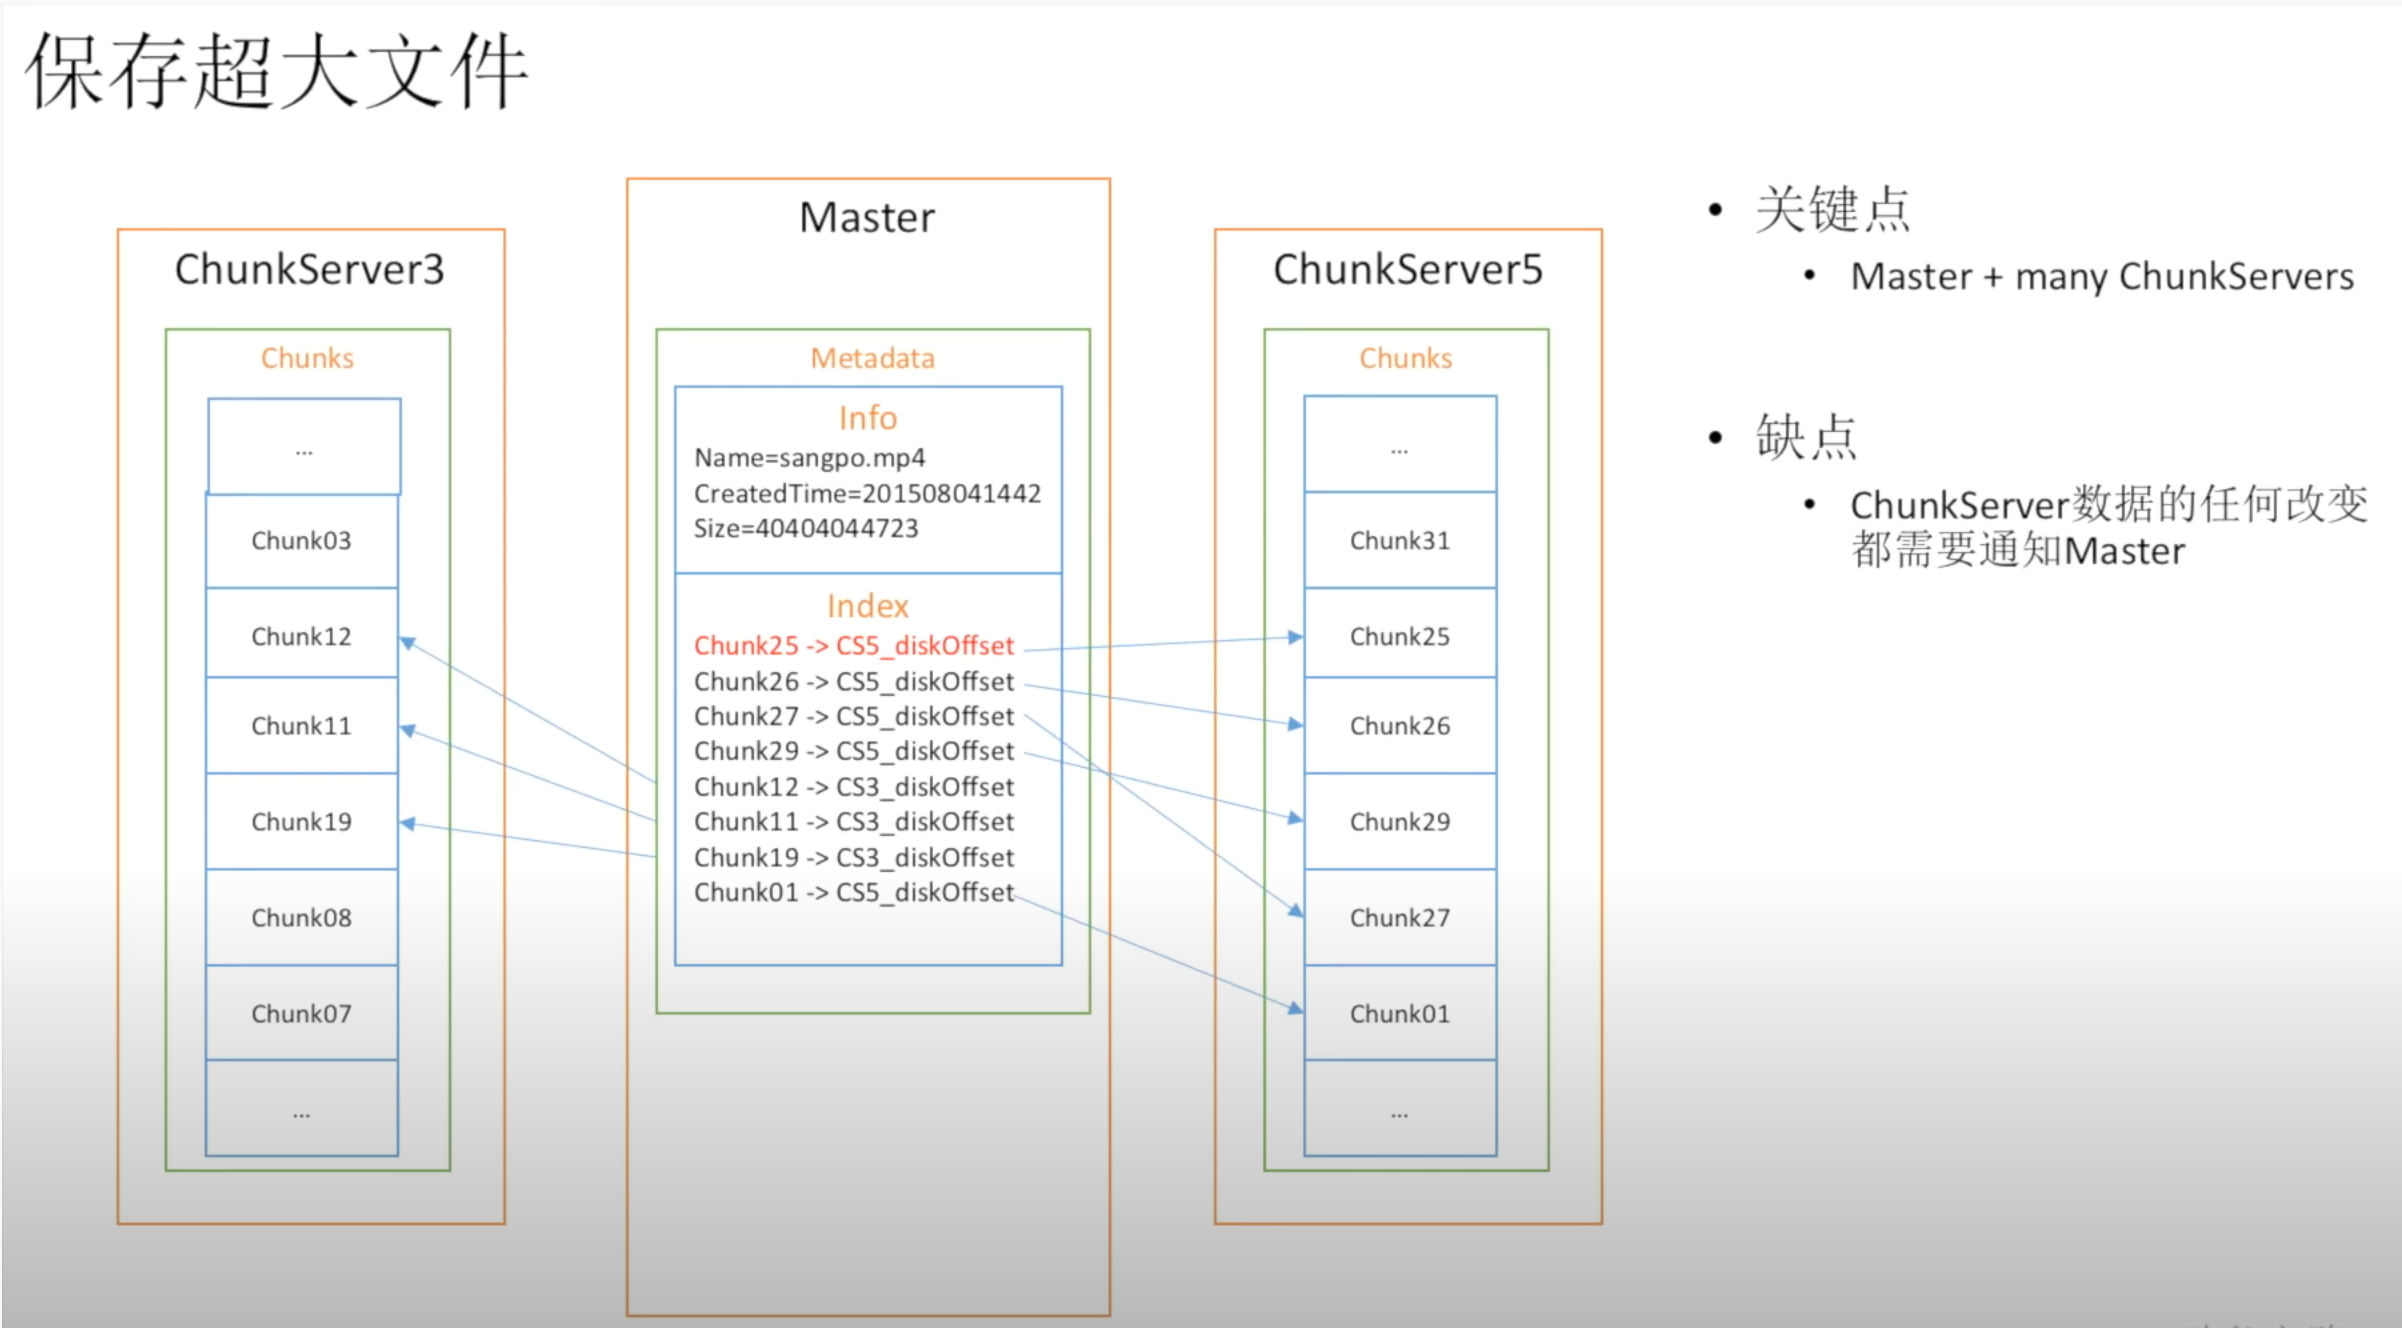 保存超大文件
ChunkServer3
Chunks
...
Chunk03
Chunk12
Chunk11
Chunk19
Chunk08
Chunk07
...
Master
Metadata
Info
Name=sangpo.mp4
CreatedTime=201508041442
Size=40404044723
Index
Chunk25 -> CS5_diskOffset
Chunk26 -> CS5_diskOffset
Chunk27 -> CS5_diskOffset
Chunk29 -> CS5_diskOffset
Chunk12 -> CS3_diskOffset
Chunk11 -> CS3_diskOffset
Chunk19 -> CS3_diskOffset
Chunk01 -> CS5_diskOffset
ChunkServer5
Chunks
...
Chunk31
Chunk25
Chunk26
Chunk29
Chunk27
Chunk01
...
• 关键点
• Master + many ChunkServers
• 缺点
• ChunkServer数据的任何改变
都需要通知Master